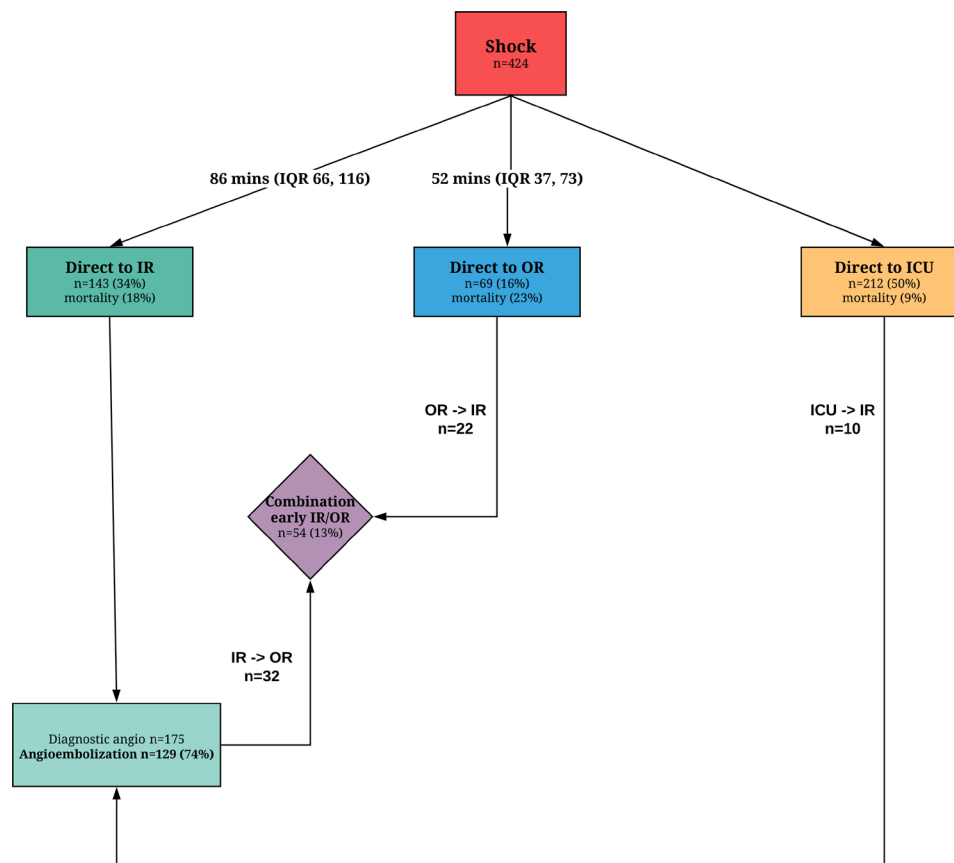 Shock
n=424
86 mins (IQR 66, 116)
52 mins (IQR 37, 73)
Direct to IR
n=143 (34%)
mortality (18%)
Direct to OR
n=69 (16%)
mortality (23%)
Direct to ICU
n=212 (50%)
mortality (9%)
OR -> IR
n=22
ICU -> IR
n=10
Combination
early IR/OR
n=54 (13%)
IR -> OR
n=32
Diagnostic angio n=175
Angioembolization n=129 (74%)